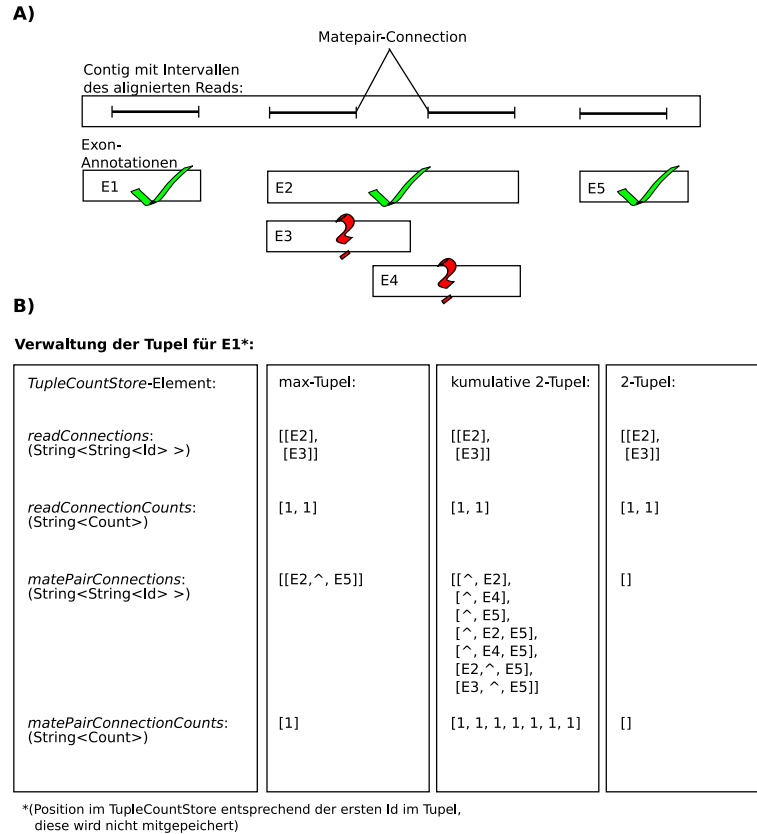 A)
Matepair-Connection
Contig mit Intervallen
des alignierten Reads:
Exon-
Annotationen
E1
E2
E5
E3
E4
B)
Verwaltung der Tupel für E1*:
TupleCountStore-Element:
max-Tupel:
kumulative 2-Tupel:
2-Tupel:
readConnections:
(String<String<Id> >)
[[E2],
[E3]]
[[E2],
[E3]]
[[E2],
[E3]]
readConnectionCounts:
(String<Count>)
[1, 1]
[1, 1]
[1, 1]
matePairConnections:
(String<String<Id> >)
[[E2,^, E5]]
[[^, E2],
[^, E4],
[^, E5],
[^, E2, E5],
[^, E4, E5],
[E2,^, E5],
[E3, ^, E5]]
[]
matePairConnectionCounts:
(String<Count>)
[1]
[1, 1, 1, 1, 1, 1, 1]
[]
*(Position im TupleCountStore entsprechend der ersten Id im Tupel,
diese wird nicht mitgepeichert)